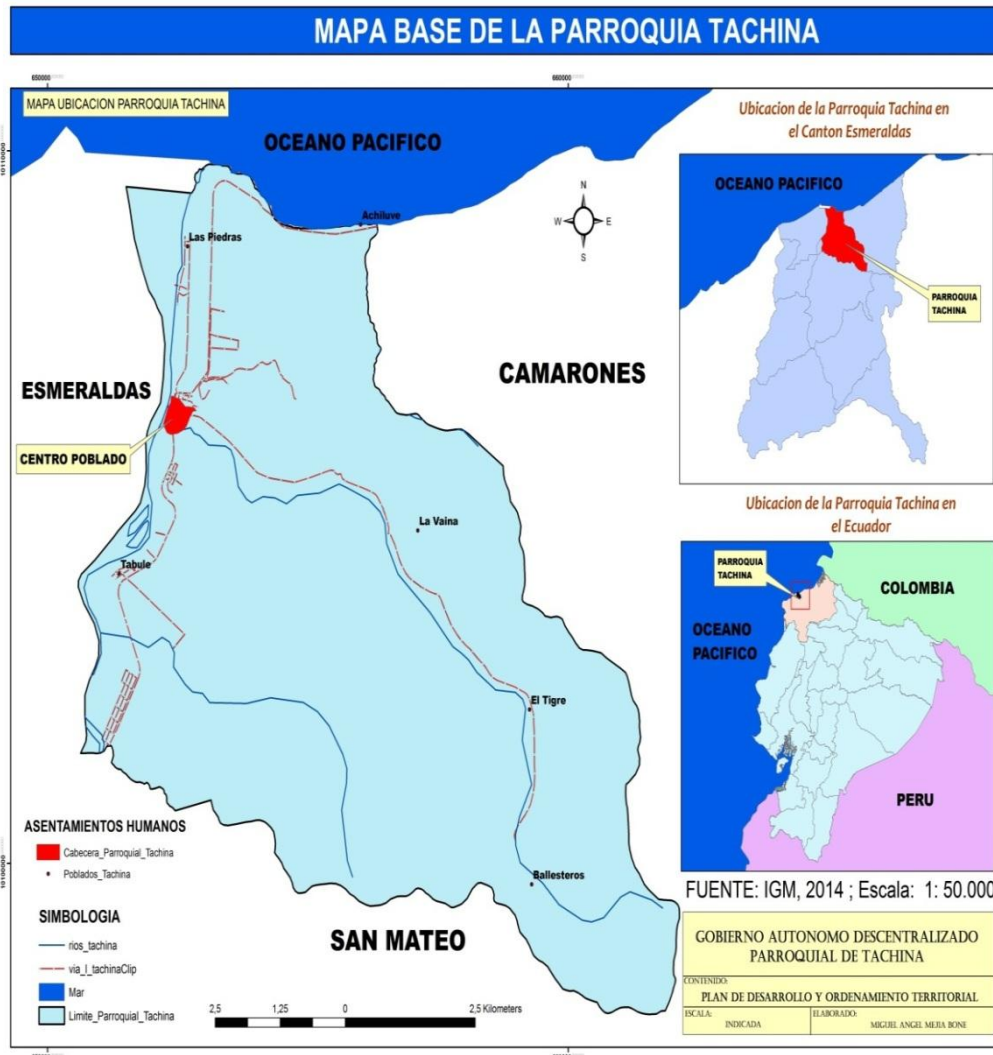 MAPA BASE DE LA PARROQUIA TACHINA
650000
660000
MAPA UBICACION PARROQUIA TACHINA
OCEANO PACIFICO
N
W
E
S
Achiluve
Las Piedras
ESMERALDAS
CAMARONES
CENTRO POBLADO
La Vaina
Tabule
El Tigre
Ballesteros
SAN MATEO
10110000
10100000
Ubicacion de la Parroquia Tachina en
el Canton Esmeraldas
OCEANO PACIFICO
PARROQUIA
TACHINA
Ubicacion de la Parroquia Tachina en
el Ecuador
PARROQUIA
TACHINA
COLOMBIA
OCEANO
PACIFICO
PERU
ASENTAMIENTOS HUMANOS
Cabecera_Parroquial_Tachina
Poblados_Tachina
SIMBOLOGIA
rios_tachina
via_l_tachinaClip
Mar
Limite_Parroquial_Tachina
2,5 1,25 0 2,5 Kilometers
FUENTE: IGM, 2014 ; Escala: 1: 50.000
GOBIERNO AUTONOMO DESCENTRALIZADO
PARROQUIAL DE TACHINA
CONTENIDO:
PLAN DE DESARROLLO Y ORDENAMIENTO TERRITORIAL
ESCALA:
INDICADA
ELABORADO:
MIGUEL ANGEL MEJIA BONE